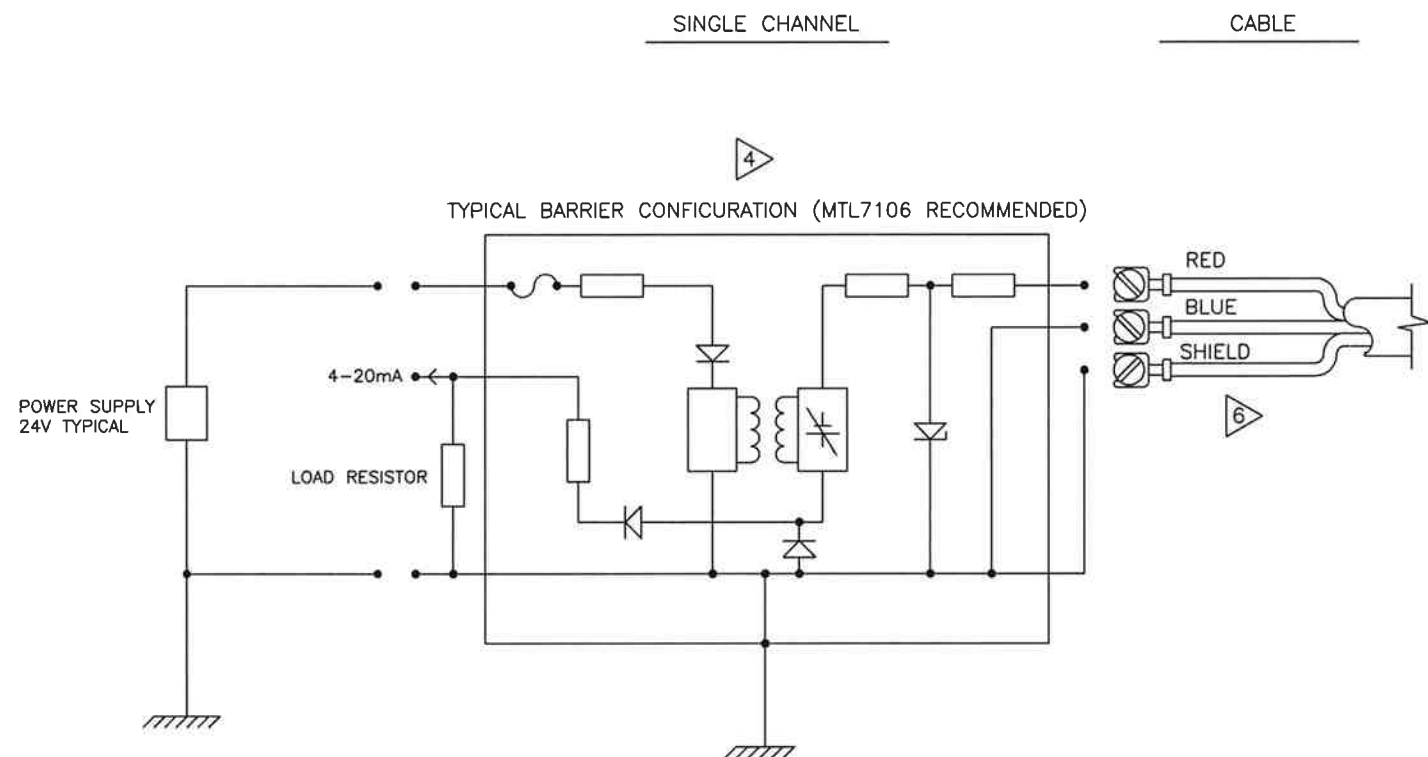 SINGLE CHANNEL
CABLE
4
TYPICAL BARRIER CONFICURATION (MTL7106 RECOMMENDED)
RED
BLUE
SHIELD
4-20mA
POWER SUPPLY
24V TYPICAL
6
LOAD RESISTOR